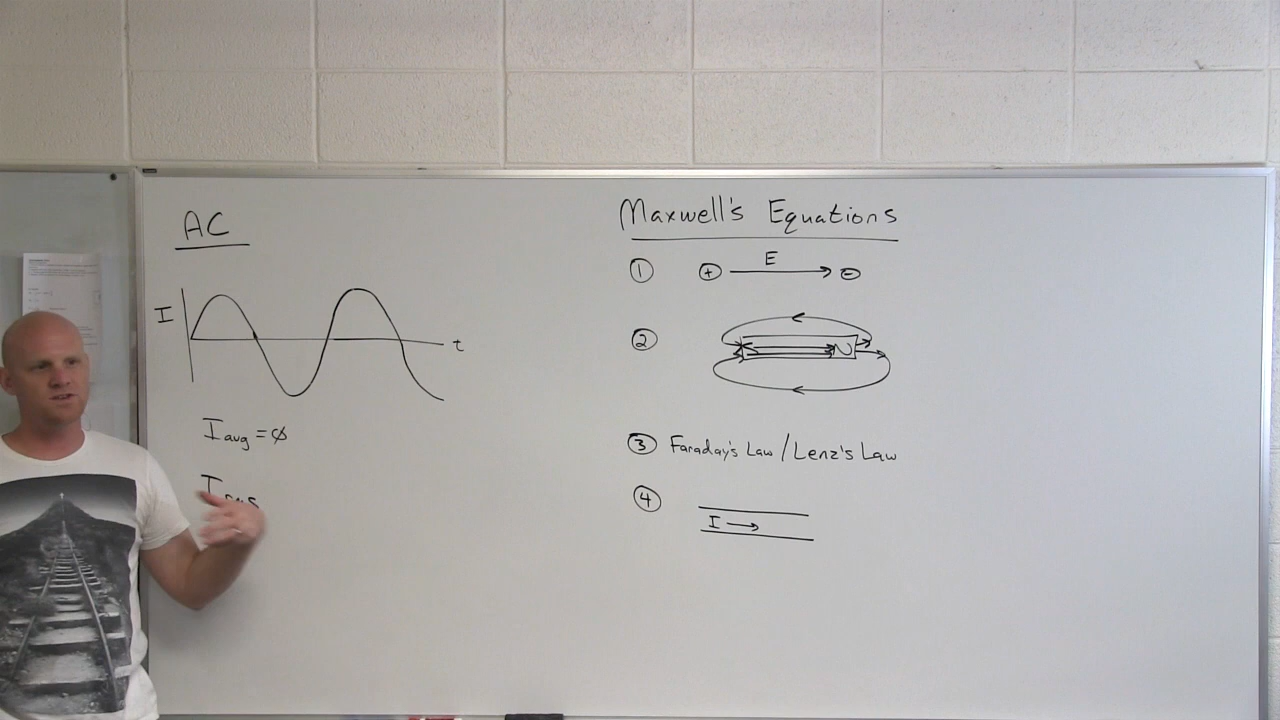 AC
I
t
I avg = ∅
I rms
Maxwell's Equations
① + E -
② S N
③ Faraday's Law / Lenz's Law
④ I